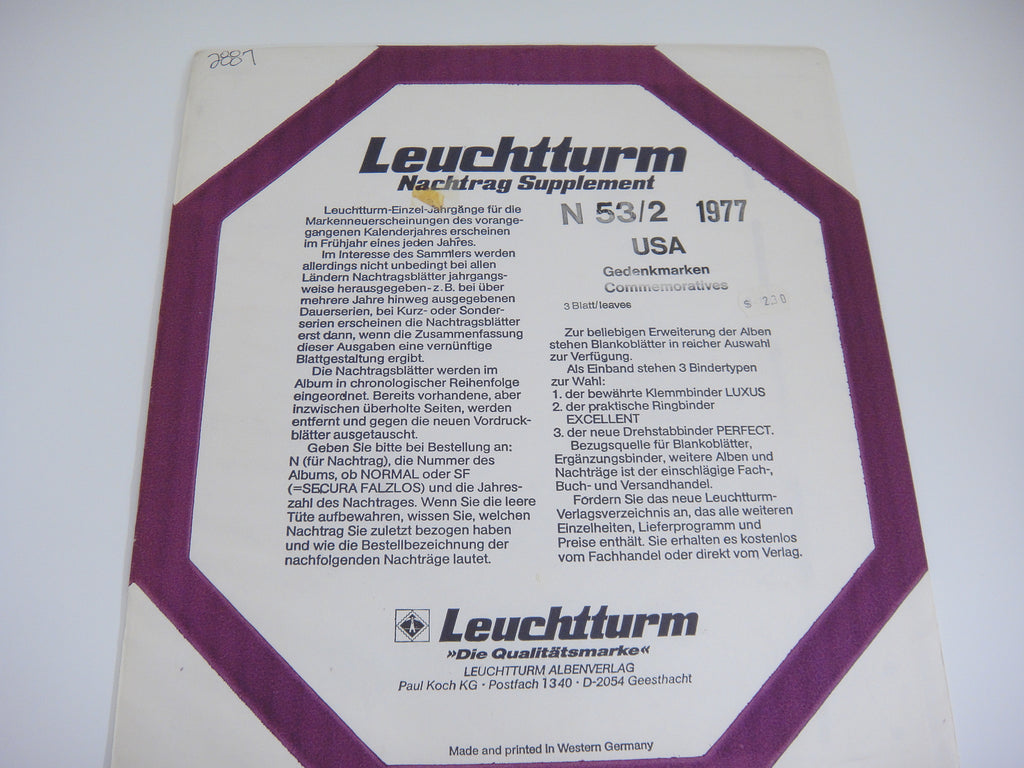 2887
Leuchtturm
Nachtrag Supplement
Leuchtturm-Einzel-Jahrgänge für die
Markenneuerscheinungen des vorange-
gangenen Kalenderjahres erscheinen
im Frühjahr eines jeden Jahres.
Im Interesse des Sammlers werden
allerdings nicht unbedingt bei allen
Ländern Nachtragsblätter jahrgangs-
weise herausgegeben - z. B. bei über
mehrere Jahre hinweg ausgegebenen
Dauerserien, bei Kurz- oder Sonder-
serien erscheinen die Nachtragsblätter
erst dann, wenn die Zusammenfassung
dieser Ausgaben eine vernünftige
Blattgestaltung ergibt.
Die Nachtragsblätter werden im
Album in chronologischer Reihenfolge
eingeordnet. Bereits vorhandene, aber
inzwischen überholte Seiten, werden
entfernt und gegen die neuen Vordruck-
blätter ausgetauscht.
Geben Sie bitte bei Bestellung an:
N (für Nachtrag), die Nummer des
Albums, ob NORMAL oder SF
(=SECURA FALZLOS) und die Jahres-
zahl des Nachtrages. Wenn Sie die leere
Tüte aufbewahren, wissen Sie, welchen
Nachtrag Sie zuletzt bezogen haben
und wie die Bestellbezeichnung der
nachfolgenden Nachträge lautet.
N 53/2 1977
USA
Gedenkmarken
Commemoratives
3 Blatt/leaves
$ 2.30
Zur beliebigen Erweiterung der Alben
stehen Blankoblätter in reicher Auswahl
zur Verfügung.
Als Einband stehen 3 Bindertypen
zur Wahl:
1. der bewährte Klemmbinder LUXUS
2. der praktische Ringbinder
EXCELLENT
3. der neue Drehstabbinder PERFECT.
Bezugsquelle für Blankoblätter,
Ergänzungsbinder, weitere Alben und
Nachträge ist der einschlägige Fach-,
Buch- und Versandhandel.
Fordern Sie das neue Leuchtturm-
Verlagsverzeichnis an, das alle weiteren
Einzelheiten, Lieferprogramm und
Preise enthält. Sie erhalten es kostenlos
vom Fachhandel oder direkt vom Verlag.
Leuchtturm
»Die Qualitätsmarke«
LEUCHTTURM ALBENVERLAG
Paul Koch KG · Postfach 1340 · D-2054 Geesthacht
Made and printed in Western Germany